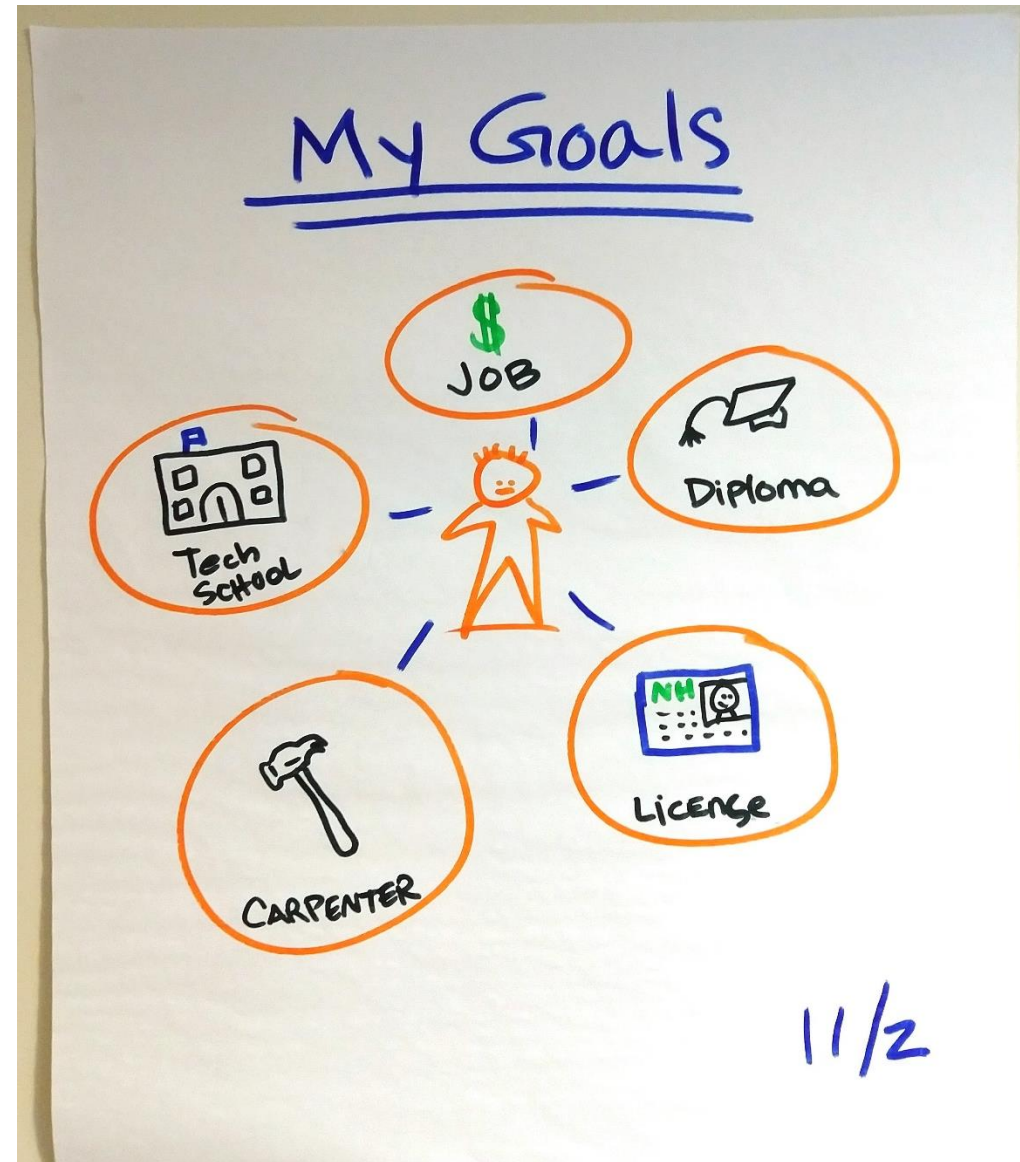 My Goals
$
JOB
Diploma
Tech
SCHOOL
NH
License
CARPENTER
11/2